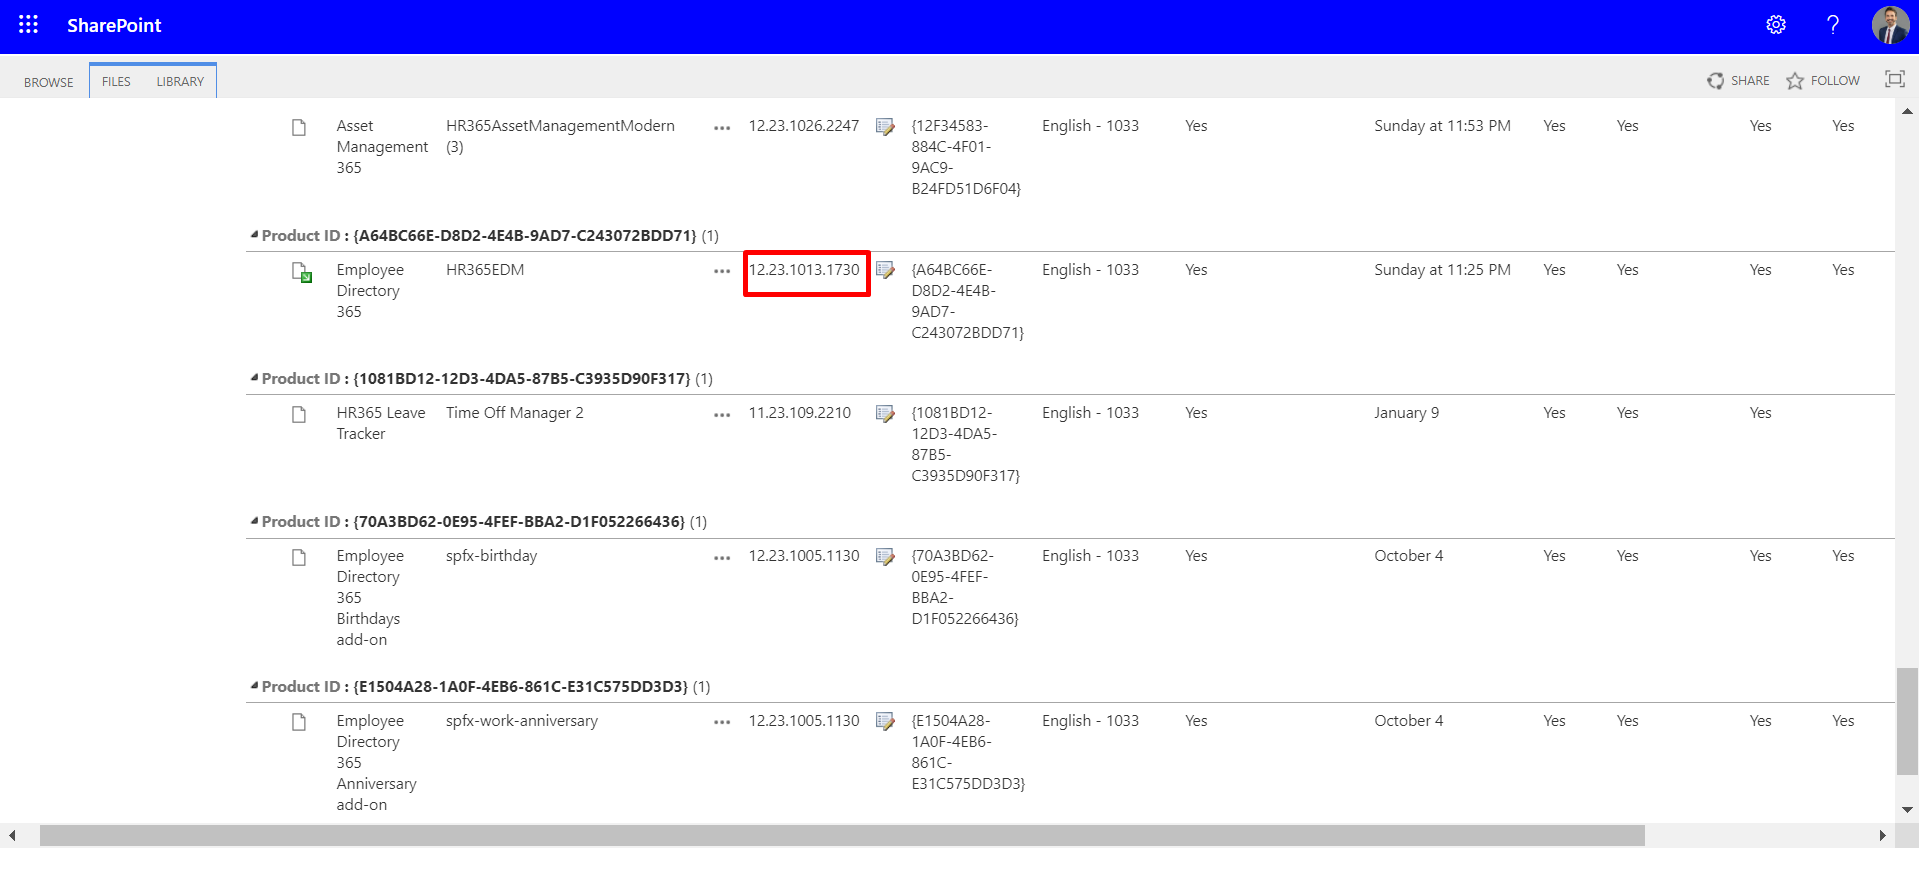 SharePoint
BROWSE FILES LIBRARY SHARE FOLLOW
Asset Management 365 HR365AssetManagementModern (3) ... 12.23.1026.2247 {12F34583-884C-4F01-9AC9-B24FD51D6F04} English - 1033 Yes Sunday at 11:53 PM Yes Yes Yes Yes
Product ID : {A64BC66E-D8D2-4E4B-9AD7-C243072BDD71} (1)
Employee Directory 365 HR365EDM ... 12.23.1013.1730 {A64BC66E-D8D2-4E4B-9AD7-C243072BDD71} English - 1033 Yes Sunday at 11:25 PM Yes Yes Yes Yes
Product ID : {1081BD12-12D3-4DA5-87B5-C3935D90F317} (1)
HR365 Leave Tracker Time Off Manager 2 ... 11.23.109.2210 {1081BD12-12D3-4DA5-87B5-C3935D90F317} English - 1033 Yes January 9 Yes Yes Yes
Product ID : {70A3BD62-0E95-4FEF-BBA2-D1F052266436} (1)
Employee Directory 365 Birthdays add-on spfx-birthday ... 12.23.1005.1130 {70A3BD62-0E95-4FEF-BBA2-D1F052266436} English - 1033 Yes October 4 Yes Yes Yes Yes
Product ID : {E1504A28-1A0F-4EB6-861C-E31C575DD3D3} (1)
Employee Directory 365 Anniversary add-on spfx-work-anniversary ... 12.23.1005.1130 {E1504A28-1A0F-4EB6-861C-E31C575DD3D3} English - 1033 Yes October 4 Yes Yes Yes Yes